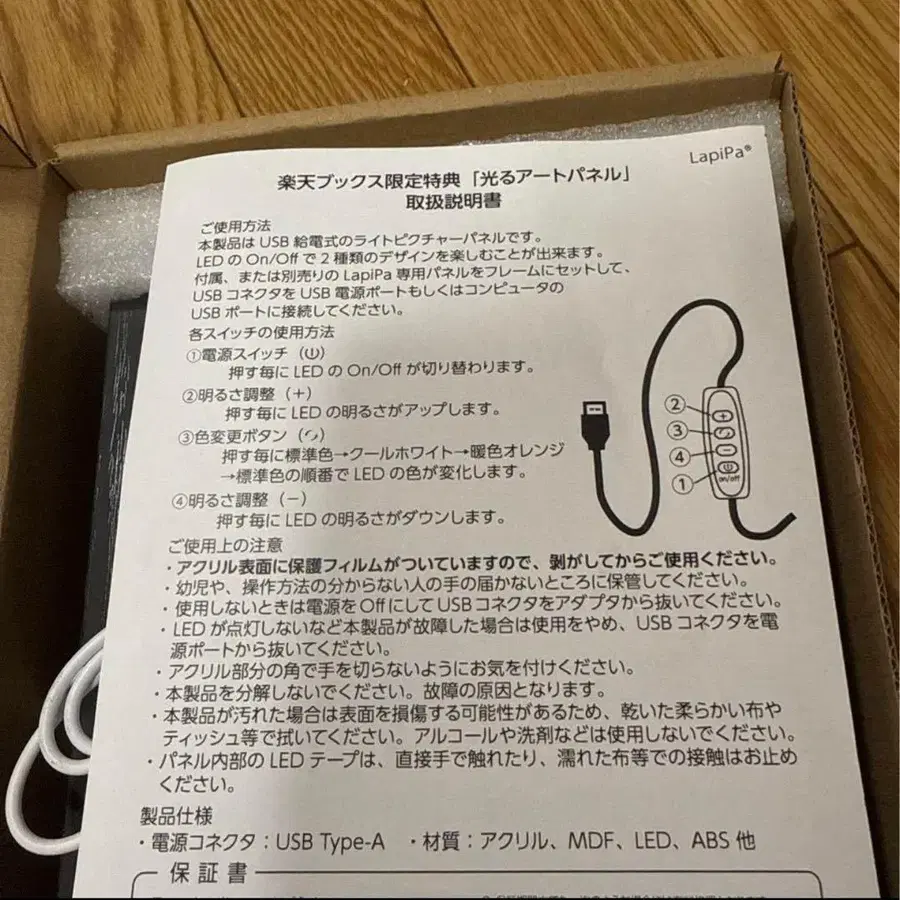 LapiPa®
楽天ブックス限定特典「光るアートパネル」
取扱説明書
ご使用方法
本製品は USB 給電式のライトピクチャーパネルです。
LED の On/Off で 2 種類のデザインを楽しむことが出来ます。
付属、または別売りの LapiPa 専用パネルをフレームにセットして、
USB コネクタを USB 電源ポートもしくはコンピュータの
USB ポートに接続してください。
各スイッチの使用方法
①電源スイッチ（⏻）
押す毎に LED の On/Off が切り替わります。
②明るさ調整（+）
押す毎に LED の明るさがアップします。
③色変更ボタン（）
押す毎に標準色→クールホワイト→暖色オレンジ
→標準色の順番で LED の色が変化します。
④明るさ調整（−）
押す毎に LED の明るさがダウンします。
②
③
④
①
on/off
ご使用上の注意
・アクリル表面に保護フィルムがついていますので、剝がしてからご使用ください。
・幼児や、操作方法の分からない人の手の届かないところに保管してください。
・使用しないときは電源を Off にして USB コネクタをアダプタから抜いてください。
・LED が点灯しないなど本製品が故障した場合は使用をやめ、USB コネクタを電
源ポートから抜いてください。
・アクリル部分の角で手を切らないようにお気を付けください。
・本製品を分解しないでください。故障の原因となります。
・本製品が汚れた場合は表面を損傷する可能性があるため、乾いた柔らかい布や
ティッシュ等で拭いてください。アルコールや洗剤などは使用しないでください。
・パネル内部の LED テープは、直接手で触れたり、濡れた布等での接触はお止め
ください。
製品仕様
・電源コネクタ：USB Type-A ・材質：アクリル、MDF、LED、ABS 他
保証書